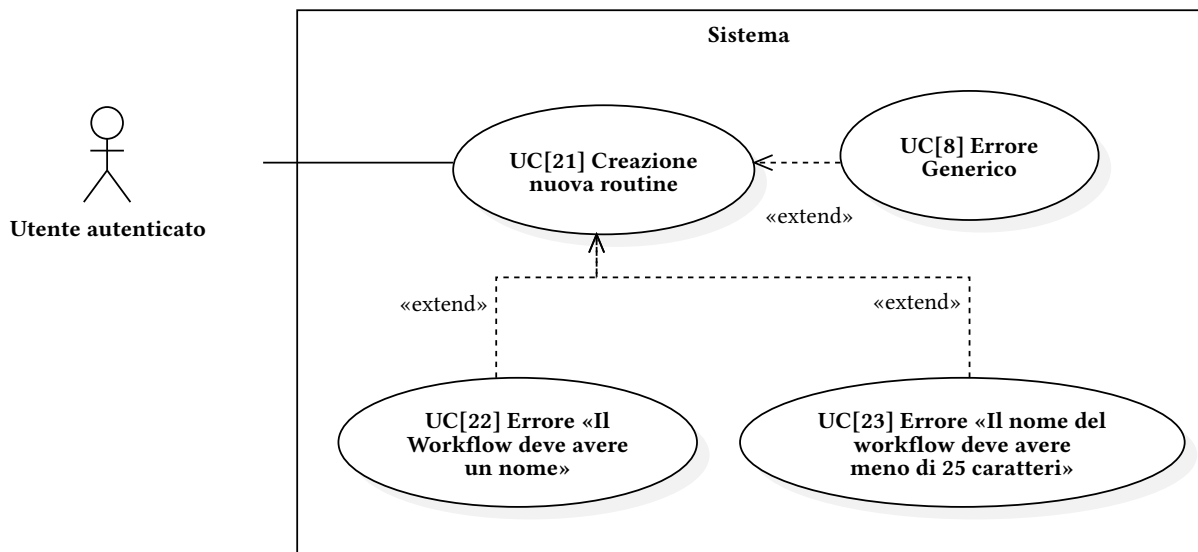 Sistema
UC[21] Creazione
nuova routine
UC[8] Errore
Generico
Utente autenticato
«extend»
«extend»
«extend»
UC[22] Errore «Il
Workflow deve avere
un nome»
UC[23] Errore «Il nome del
workflow deve avere
meno di 25 caratteri»